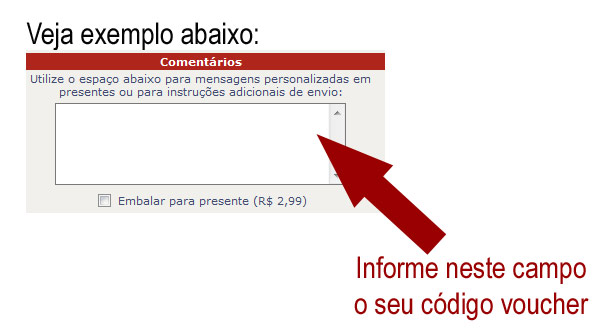 Veja exemplo abaixo:
Comentários
Utilize o espaço abaixo para mensagens personalizadas em
presentes ou para instruções adicionais de envio:
Embalar para presente (R$ 2,99)
Informe neste campo
o seu código voucher